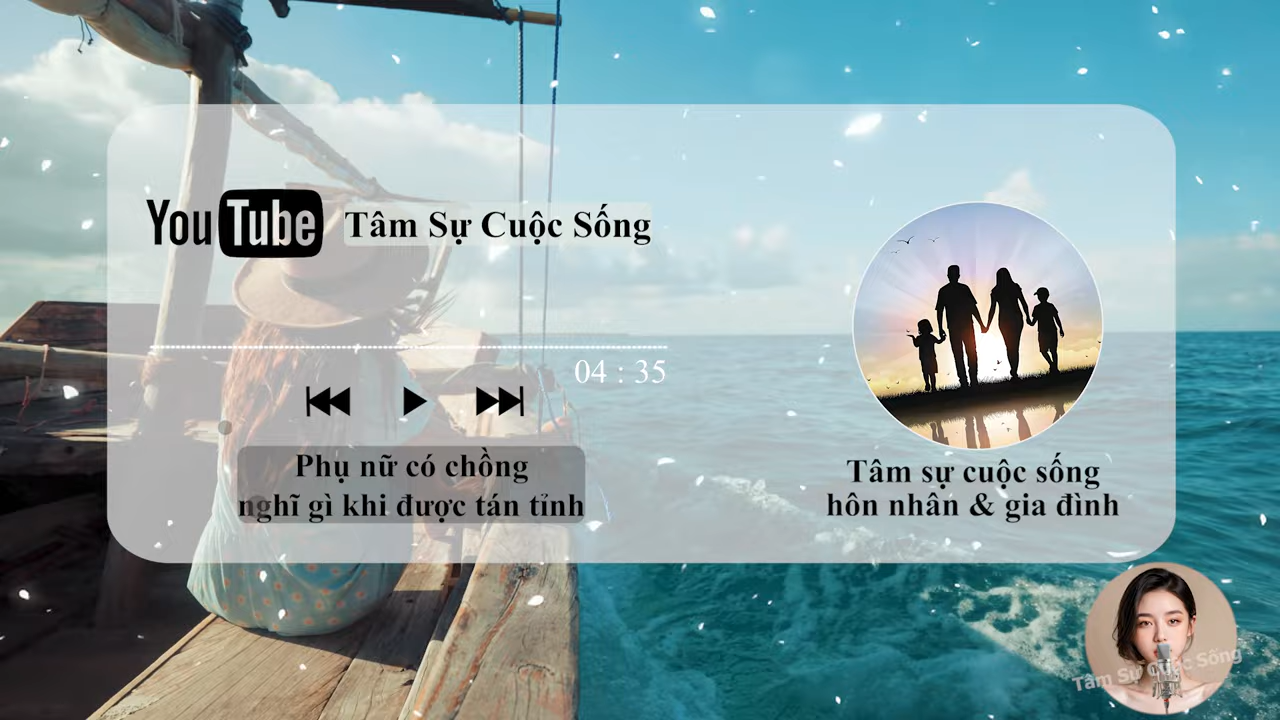 YouTube Tâm Sự Cuộc Sống
04 : 35
Phụ nữ có chồng
nghĩ gì khi được tán tỉnh
Tâm sự cuộc sống
hôn nhân & gia đình
Tâm Sự Cuộc Sống